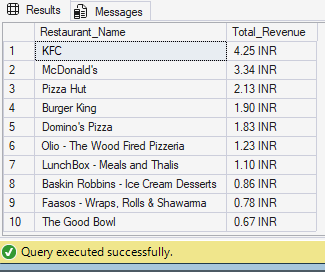 Results Messages
Restaurant_Name Total_Revenue
1 KFC 4.25 INR
2 McDonald's 3.34 INR
3 Pizza Hut 2.13 INR
4 Burger King 1.90 INR
5 Domino's Pizza 1.83 INR
6 Olio - The Wood Fired Pizzeria 1.23 INR
7 LunchBox - Meals and Thalis 1.10 INR
8 Baskin Robbins - Ice Cream Desserts 0.86 INR
9 Faasos - Wraps, Rolls & Shawarma 0.78 INR
10 The Good Bowl 0.67 INR
Query executed successfully.